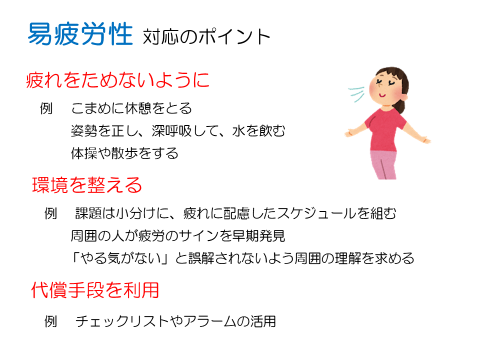 易疲労性 対応のポイント
疲れをためないように
例 こまめに休憩をとる
姿勢を正し、深呼吸して、水を飲む
体操や散歩をする
環境を整える
例 課題は小分けに、疲れに配慮したスケジュールを組む
周囲の人が疲労のサインを早期発見
「やる気がない」と誤解されないよう周囲の理解を求める
代償手段を利用
例 チェックリストやアラームの活用